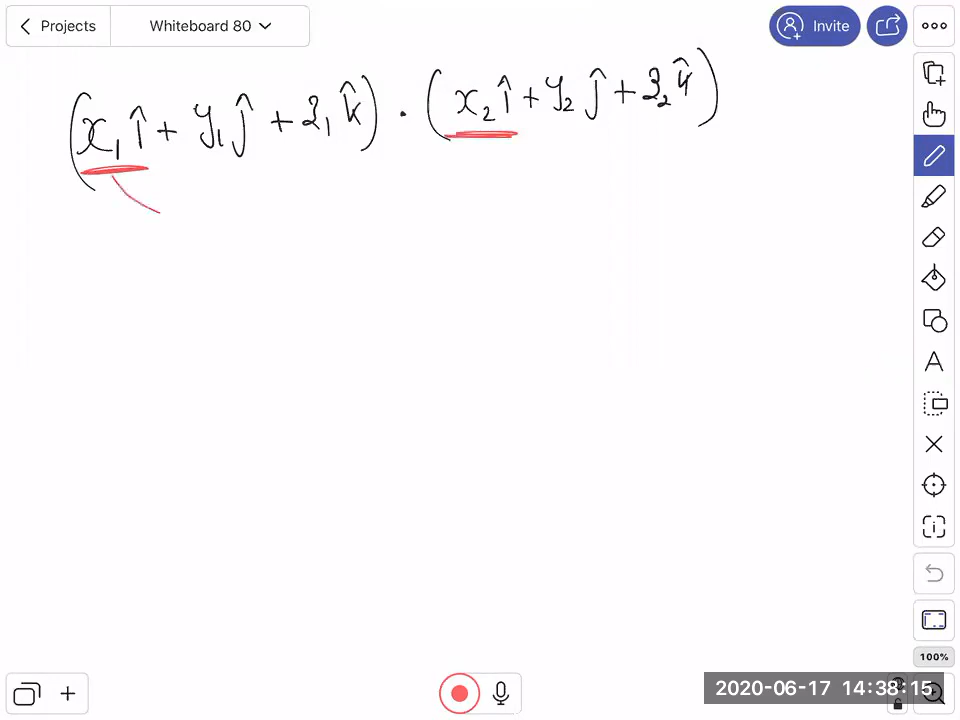 Projects
Whiteboard 80
Invite
(x₁î + y₁ĵ + z₁k̂) · (x₂î + y₂ĵ + z₂k̂)
A
100%
2020-06-17 14:38:15